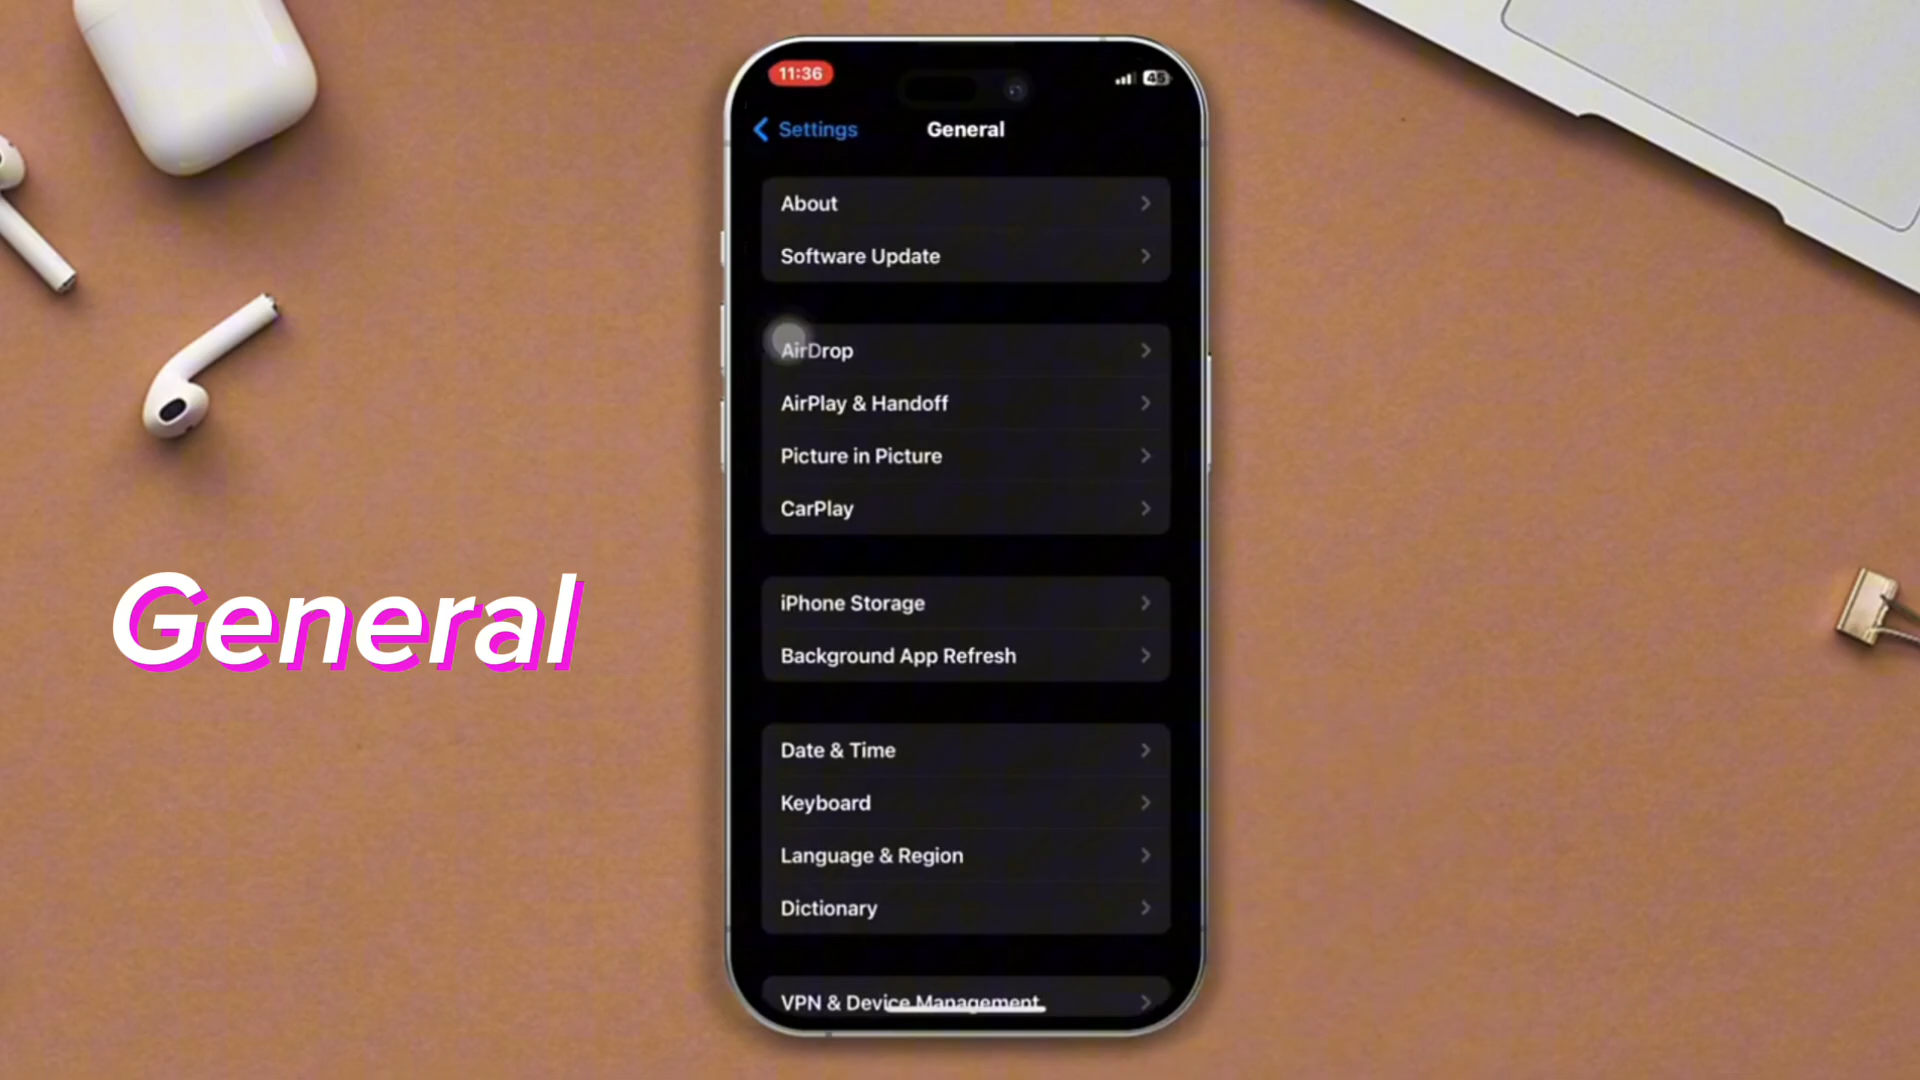 11:36
45
Settings
General
About
Software Update
AirDrop
AirPlay & Handoff
Picture in Picture
CarPlay
iPhone Storage
Background App Refresh
General
Date & Time
Keyboard
Language & Region
Dictionary
VPN & Device Management